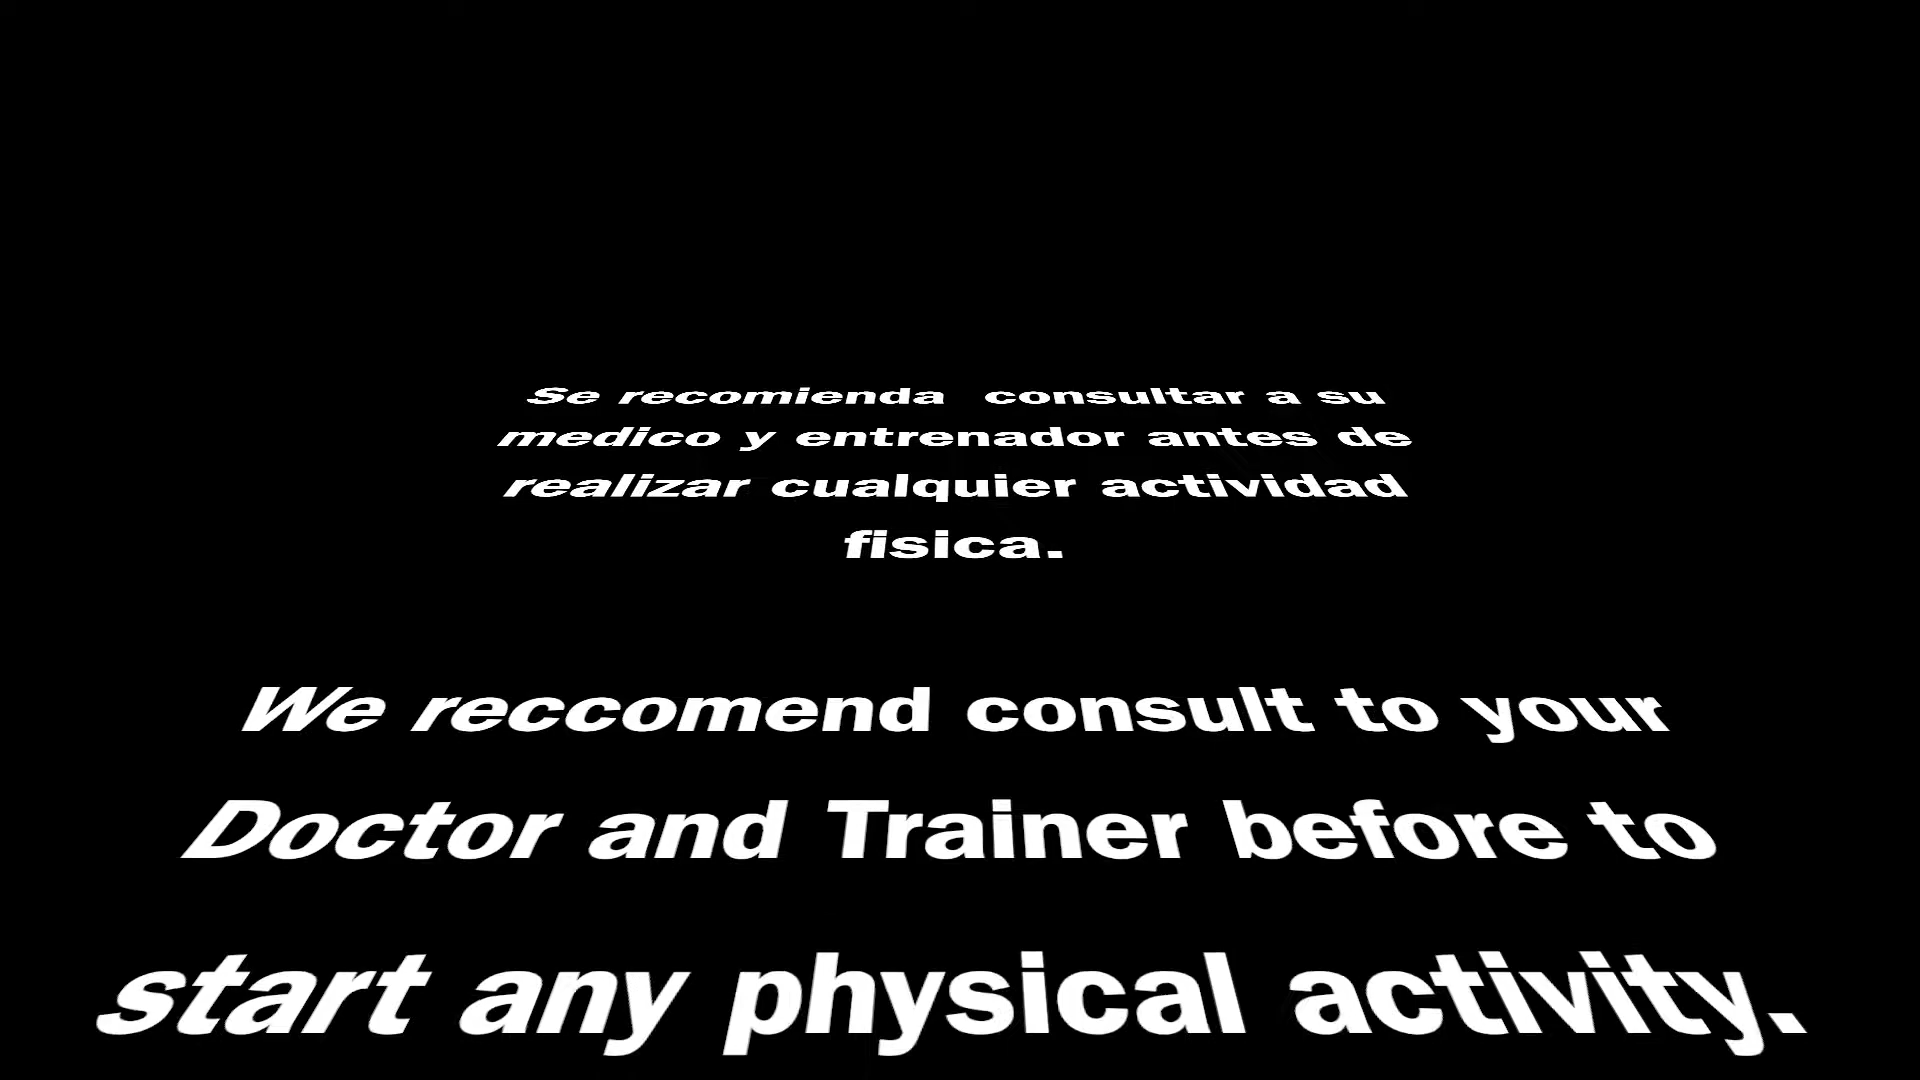 Se recomienda  consultar a su
medico y entrenador antes de
realizar cualquier actividad
fisica.
We reccomend consult to your
Doctor and Trainer before to
start any physical activity.